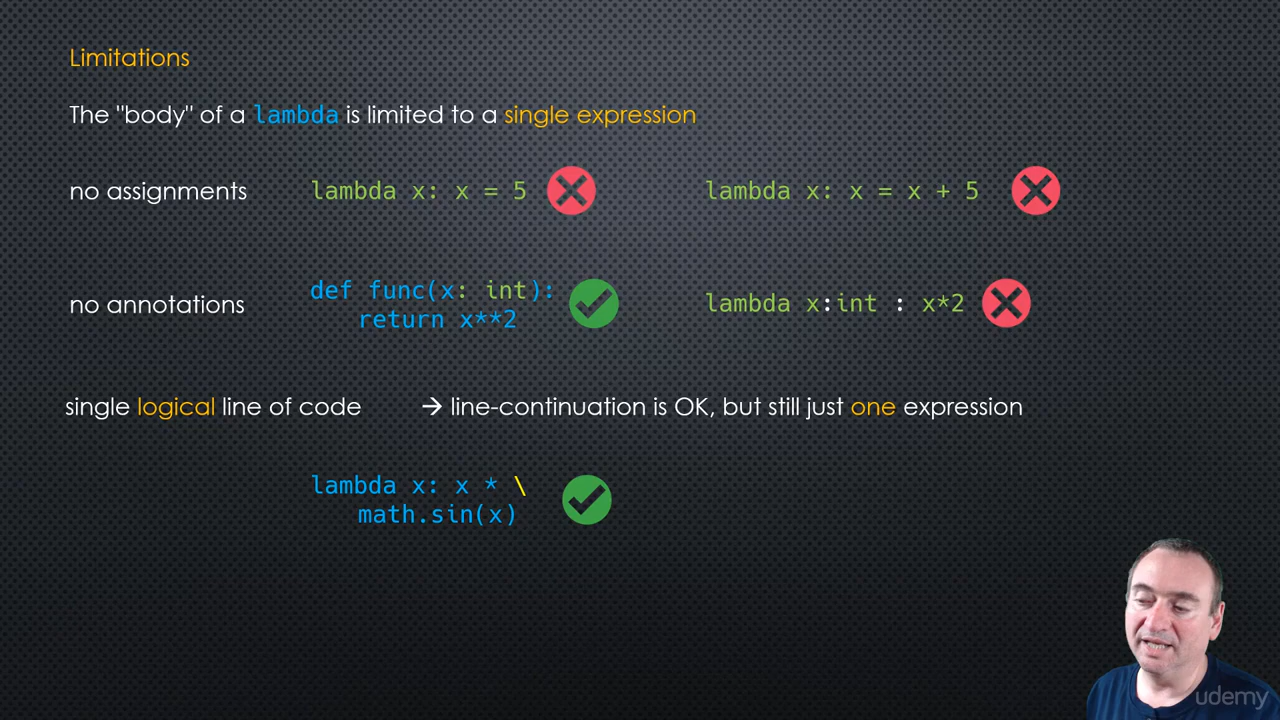 Limitations
The "body" of a lambda is limited to a single expression
no assignments lambda x: x = 5 lambda x: x = x + 5
no annotations def func(x: int): lambda x:int : x*2
return x**2
single logical line of code → line-continuation is OK, but still just one expression
lambda x: x * \
math.sin(x)
udemy